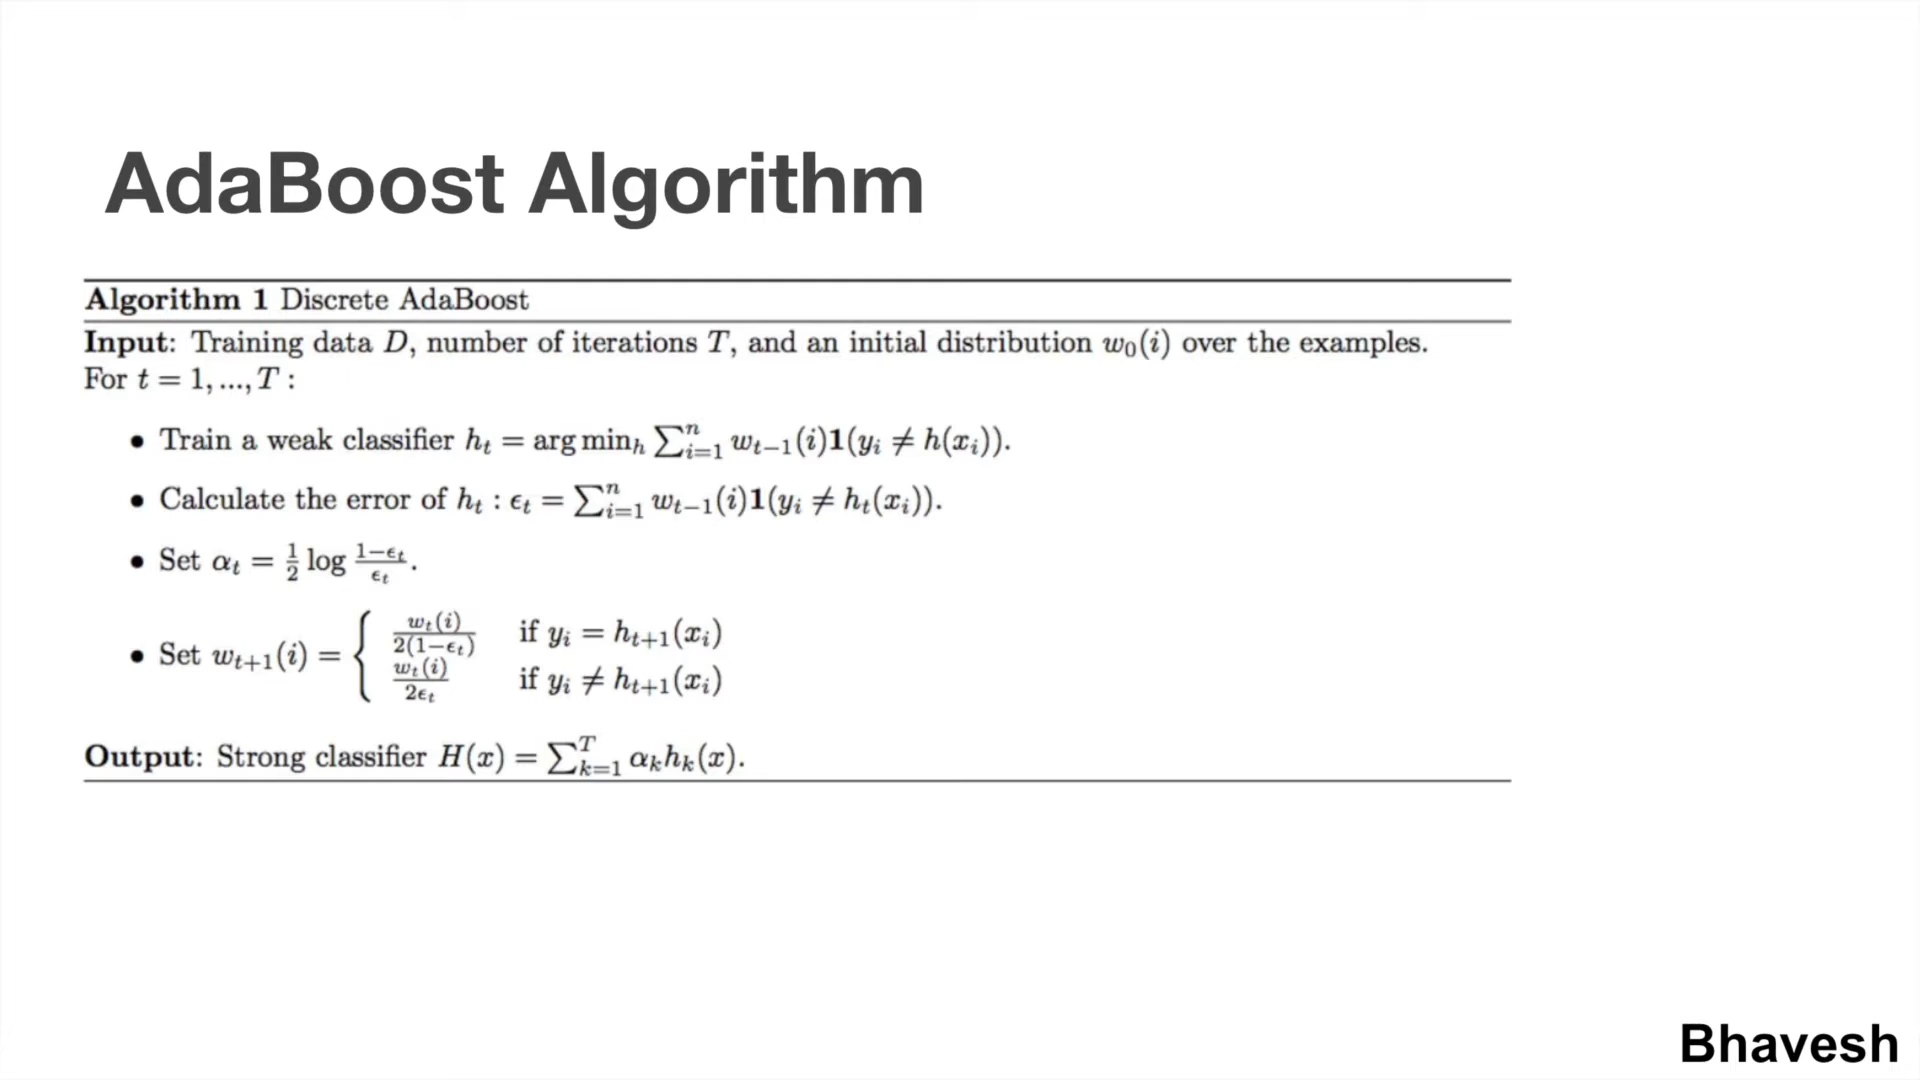 AdaBoost Algorithm
Algorithm 1 Discrete AdaBoost
Input: Training data D, number of iterations T, and an initial distribution w₀(i) over the examples.
For t = 1, ..., T :
• Train a weak classifier hₜ = arg minₕ ∑ⁿᵢ₌₁ wₜ₋₁(i)1(yᵢ ≠ h(xᵢ)).
• Calculate the error of hₜ : ϵₜ = ∑ⁿᵢ₌₁ wₜ₋₁(i)1(yᵢ ≠ hₜ(xᵢ)).
• Set αₜ = 1/2 log (1−ϵₜ)/ϵₜ.
• Set wₜ₊₁(i) = { wₜ(i)/2(1−ϵₜ) if yᵢ = hₜ₊₁(xᵢ)
wₜ(i)/2ϵₜ if yᵢ ≠ hₜ₊₁(xᵢ)
Output: Strong classifier H(x) = ∑ᵀₖ₌₁ αₖhₖ(x).
Bhavesh